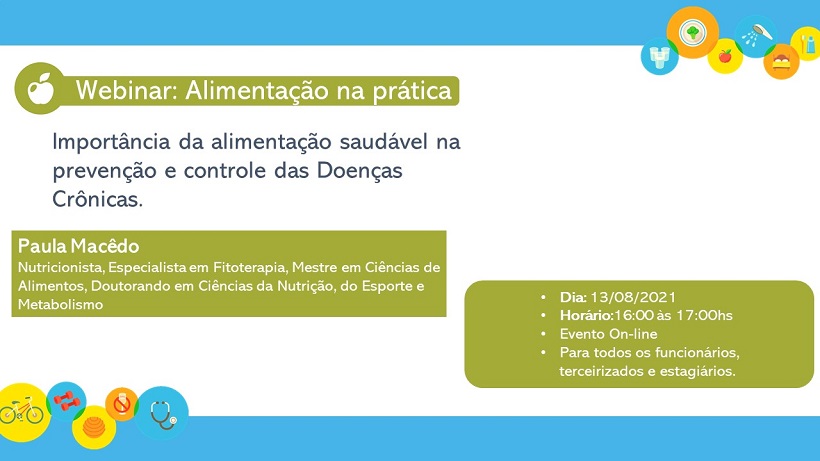 Webinar: Alimentação na prática
Importância da alimentação saudável na
prevenção e controle das Doenças
Crônicas.
Paula Macêdo
Nutricionista, Especialista em Fitoterapia, Mestre em Ciências de
Alimentos, Doutorando em Ciências da Nutrição, do Esporte e
Metabolismo
• Dia: 13/08/2021
• Horário:16:00 às 17:00hs
• Evento On-line
• Para todos os funcionários,
terceirizados e estagiários.